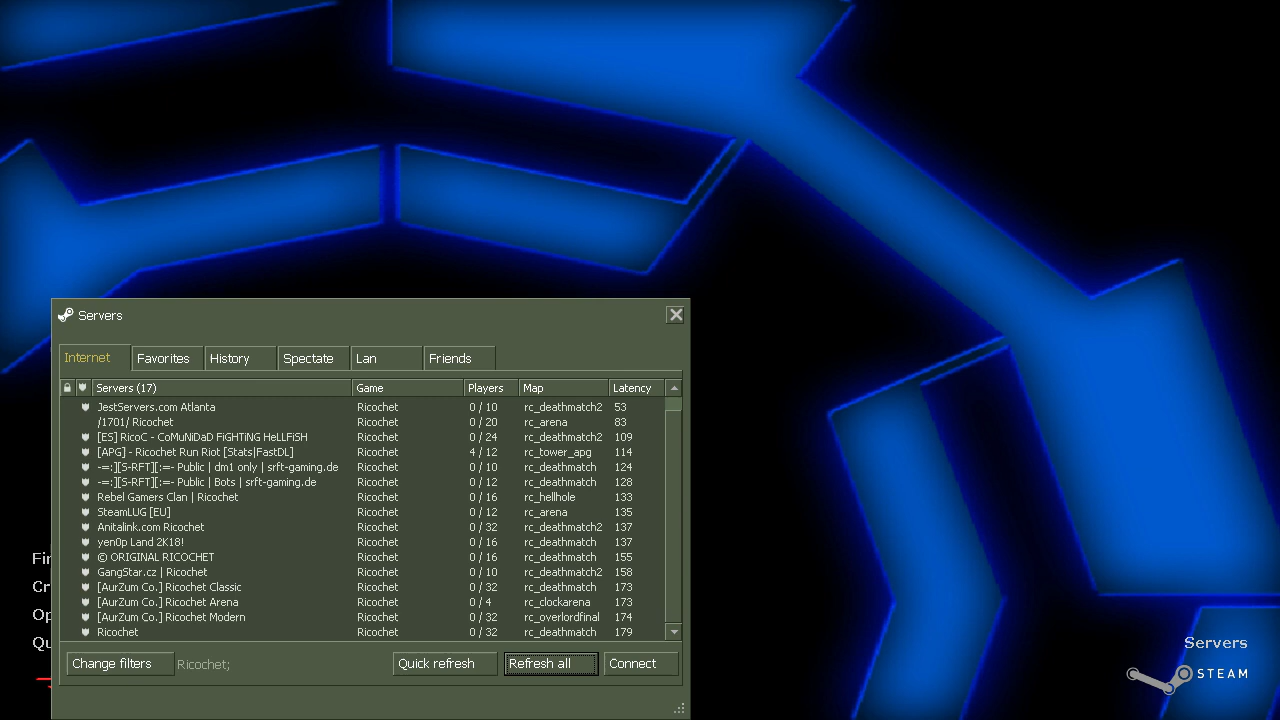 Servers
Internet Favorites History Spectate Lan Friends
Servers (17) Game Players Map Latency
JestServers.com Atlanta Ricochet 0 / 10 rc_deathmatch2 53
/1701/ Ricochet Ricochet 0 / 20 rc_arena 83
[ES] RicoC - CoMuNiDaD FiGHTiNG HeLLFiSH Ricochet 0 / 24 rc_deathmatch2 109
[APG] - Ricochet Run Riot [Stats|FastDL] Ricochet 4 / 12 rc_tower_apg 114
-=:][S-RFT][:=- Public | dm1 only | srft-gaming.de Ricochet 0 / 10 rc_deathmatch 124
-=:][S-RFT][:=- Public | Bots | srft-gaming.de Ricochet 0 / 12 rc_deathmatch 128
Rebel Gamers Clan | Ricochet Ricochet 0 / 16 rc_hellhole 133
SteamLUG [EU] Ricochet 0 / 12 rc_arena 135
Anitalink.com Ricochet Ricochet 0 / 32 rc_deathmatch2 137
yen0p Land 2K18! Ricochet 0 / 16 rc_deathmatch 137
© ORIGINAL RICOCHET Ricochet 0 / 16 rc_deathmatch 155
GangStar.cz | Ricochet Ricochet 0 / 10 rc_deathmatch2 158
[AurZum Co.] Ricochet Classic Ricochet 0 / 32 rc_deathmatch 173
[AurZum Co.] Ricochet Arena Ricochet 0 / 4 rc_clockarena 173
[AurZum Co.] Ricochet Modern Ricochet 0 / 32 rc_overlordfinal 174
Ricochet Ricochet 0 / 32 rc_deathmatch 179
Change filters Ricochet; Quick refresh Refresh all Connect
Fi
Cr
Op
Qu
Servers
STEAM